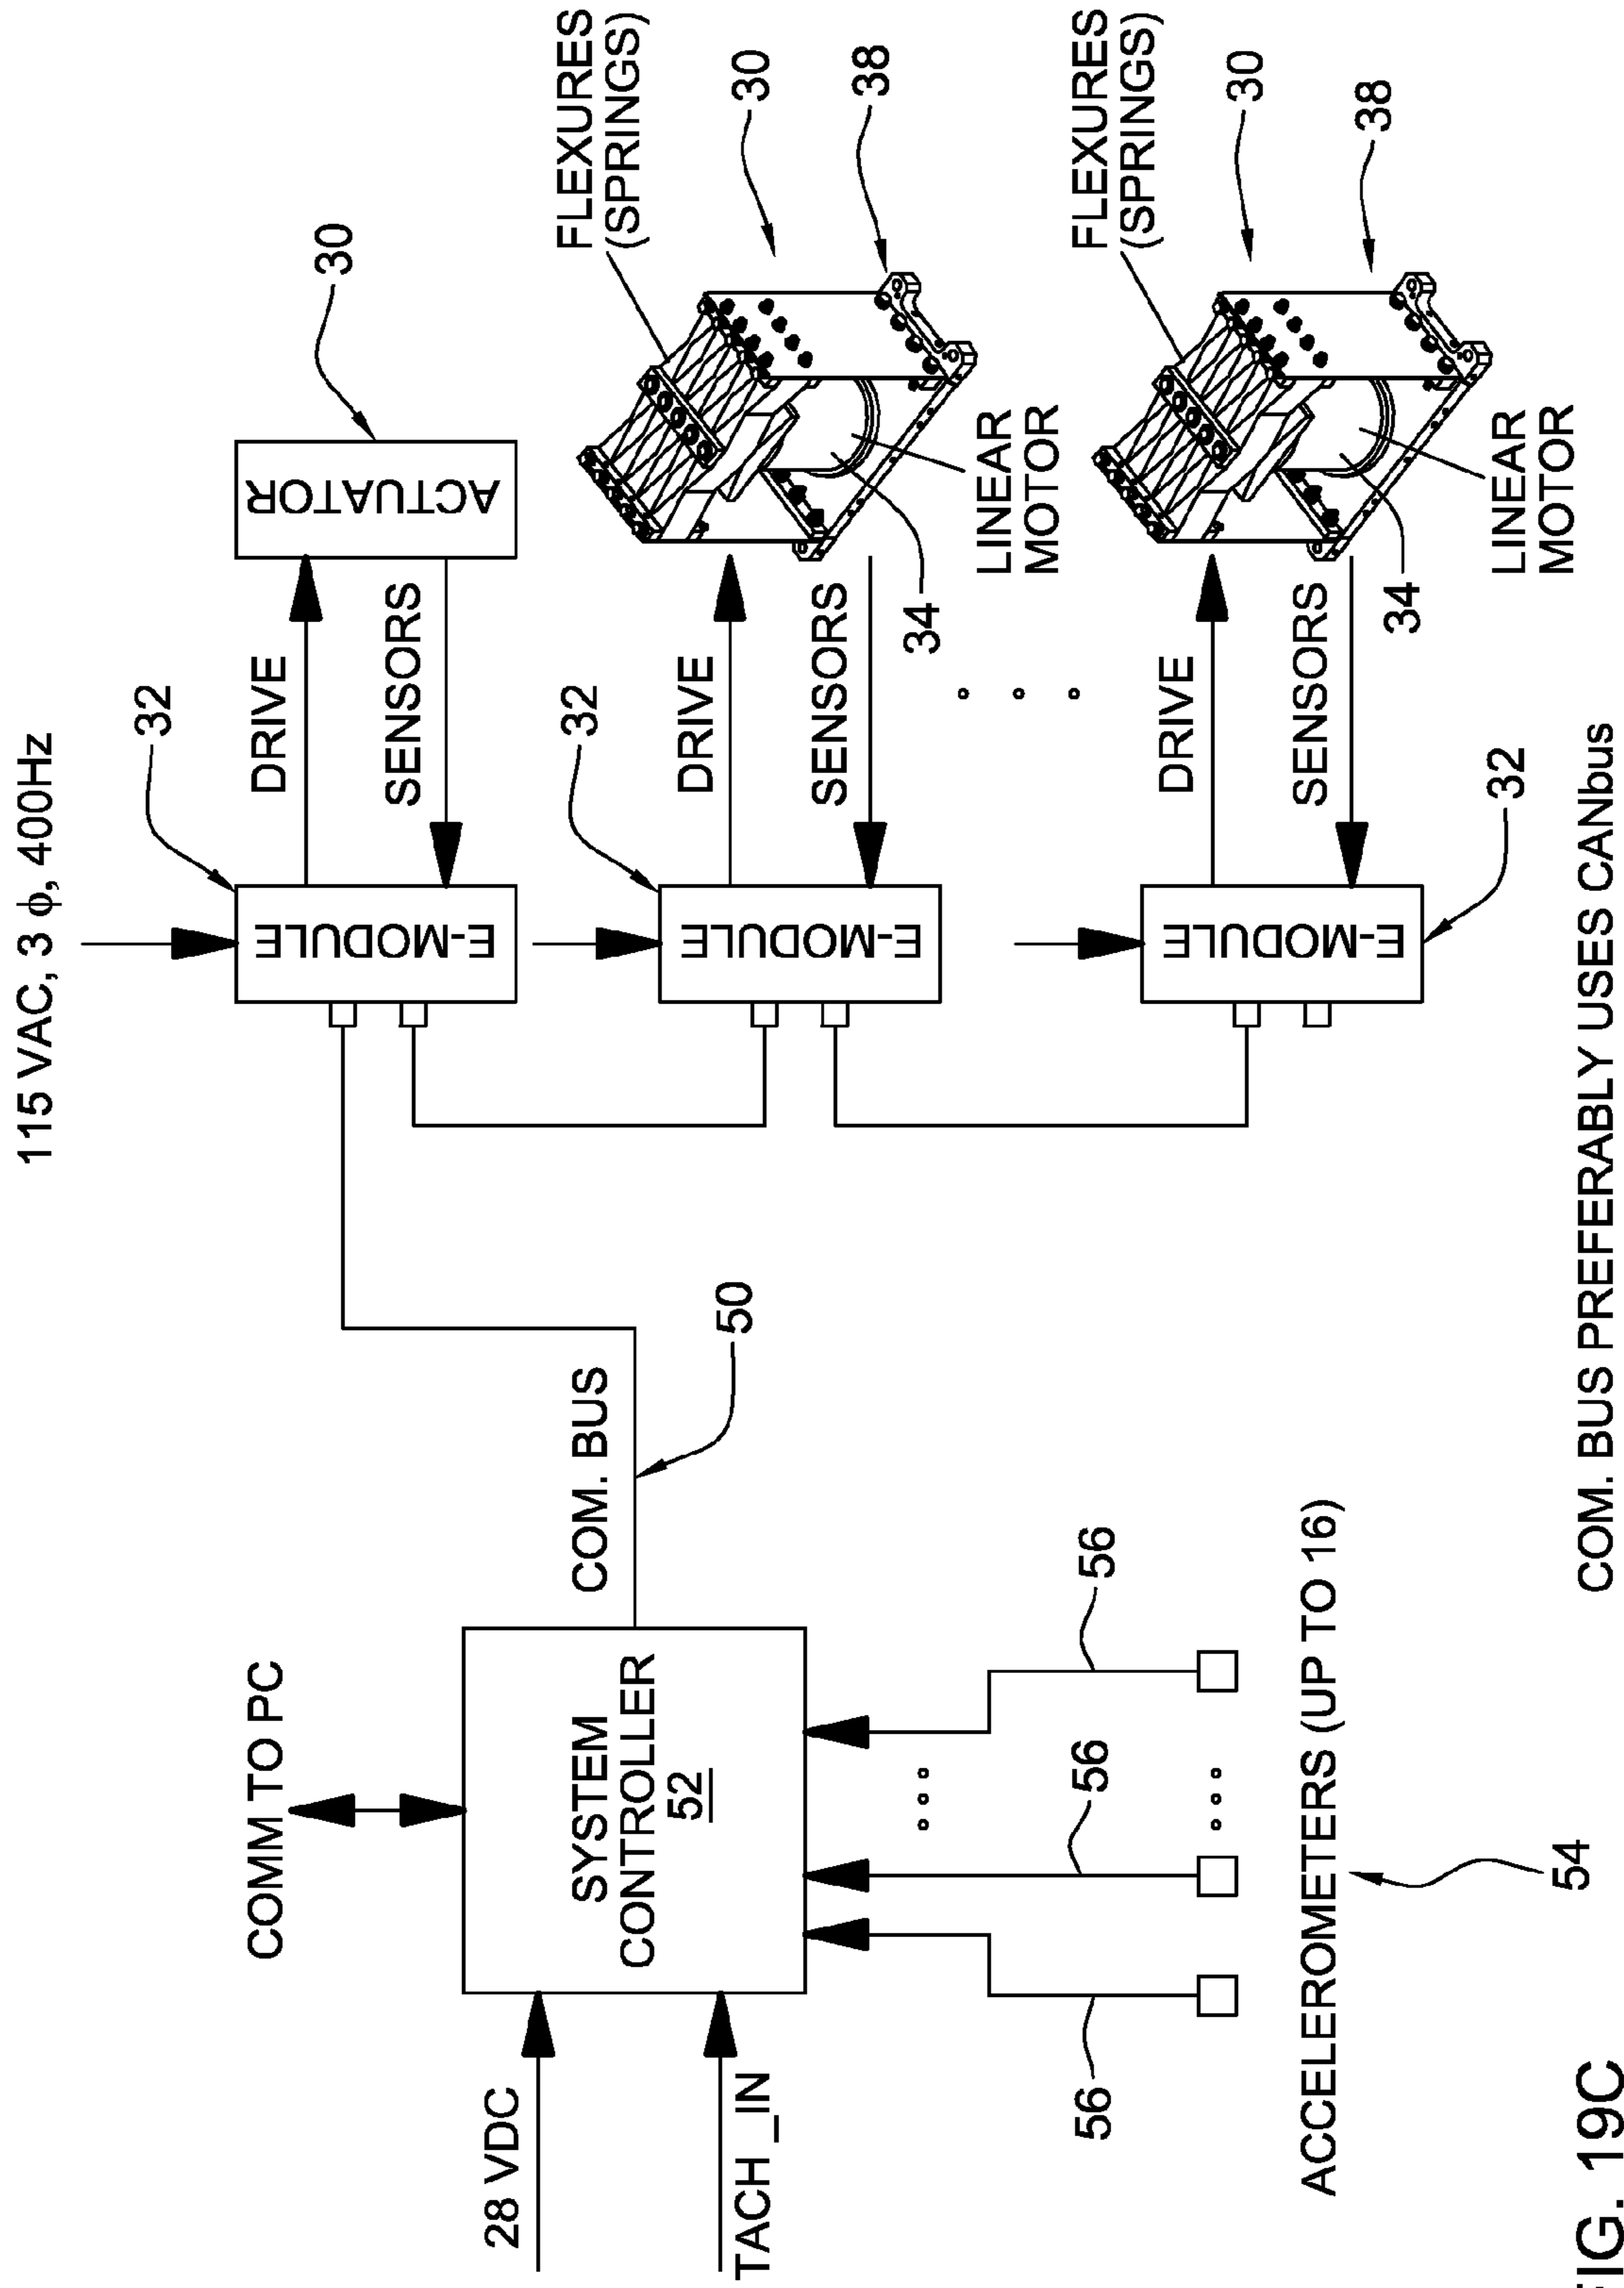 115 VAC, 3 ϕ, 400Hz
32
DRIVE
SENSORS
E-MODULE
ACTUATOR
30
COMM TO PC
28 VDC
TACH _IN
SYSTEM
CONTROLLER
52
COM. BUS
50
32
DRIVE
SENSORS
E-MODULE
FLEXURES
(SPRINGS)
30
38
34
LINEAR
MOTOR
56
56
56
ACCELEROMETERS (UP TO 16)
54
DRIVE
SENSORS
E-MODULE
32
FLEXURES
(SPRINGS)
30
38
34
LINEAR
MOTOR
COM. BUS PREFERABLY USES CANbus
FIG. 19C